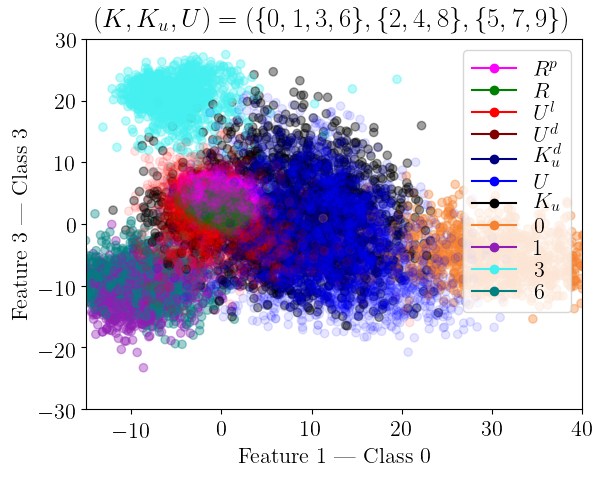 (K, K_u, U) = ({0, 1, 3, 6}, {2, 4, 8}, {5, 7, 9})
30
20
10
0
−10
−20
−30
Feature 3 — Class 3
R^p
R
U^l
U^d
K_u^d
U
K_u
0
1
3
6
−10
0
10
20
30
40
Feature 1 — Class 0